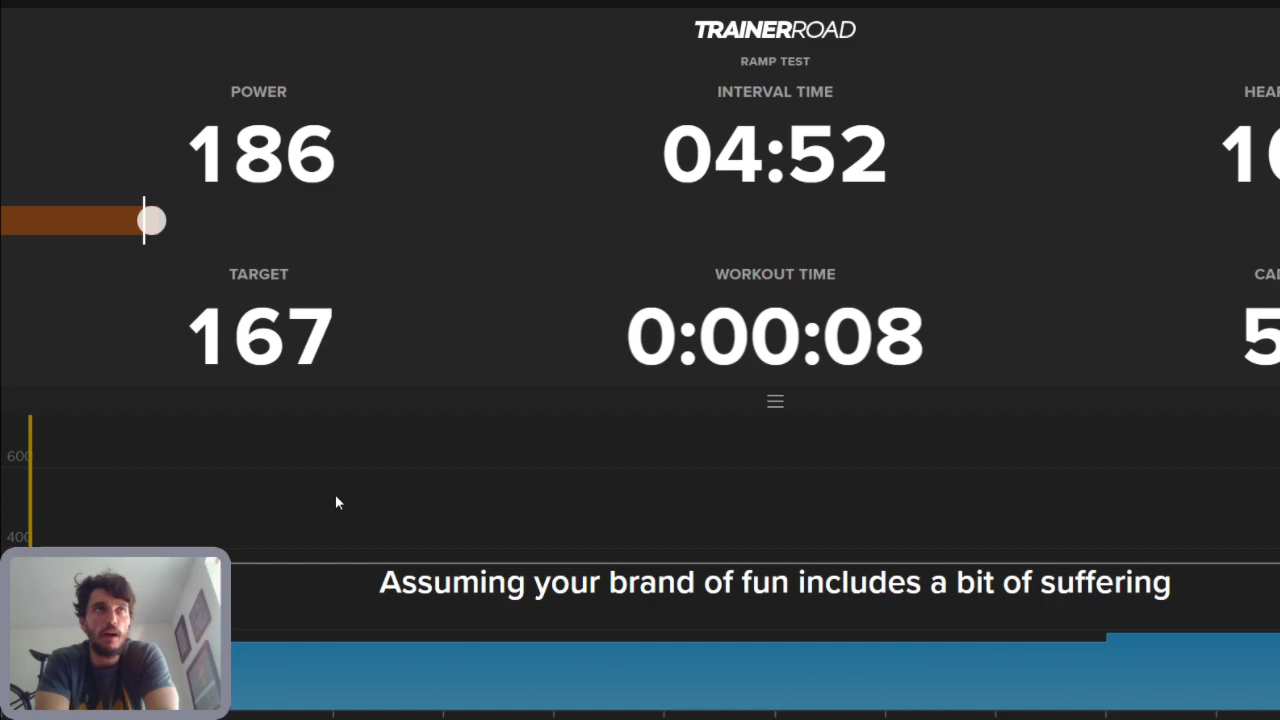 TRAINERROAD
RAMP TEST
POWER
INTERVAL TIME
186
04:52
TARGET
WORKOUT TIME
167
0:00:08
600
400
Assuming your brand of fun includes a bit of suffering